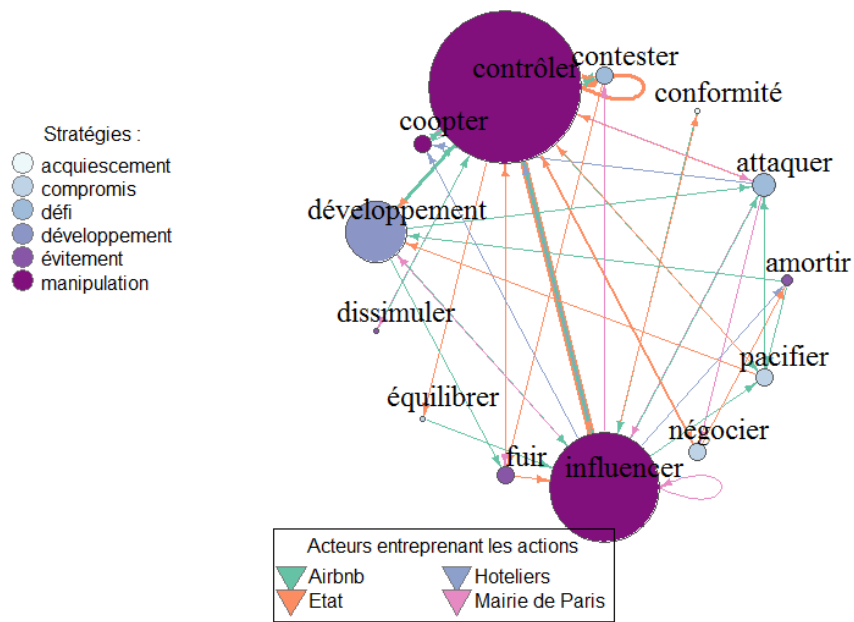 contester
contrôler
conformité
coopter
attaquer
développement
amortir
dissimuler
pacifier
équilibrer
négocier
fuir
influencer
Stratégies :
acquiescement
compromis
défi
développement
évitement
manipulation
Acteurs entreprenant les actions
Airbnb
Hoteliers
Etat
Mairie de Paris